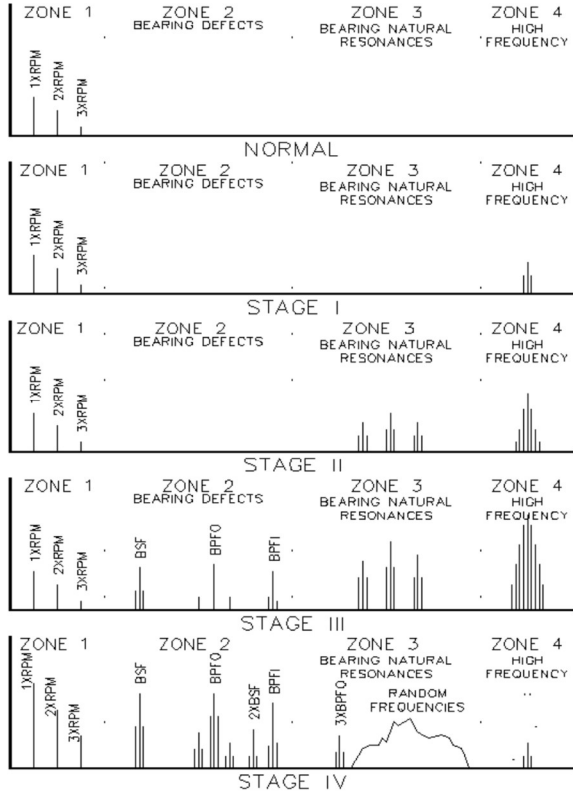 ZONE 1 ZONE 2 ZONE 3 ZONE 4
BEARING DEFECTS BEARING NATURAL HIGH
RESONANCES FREQUENCY
1XRPM 2XRPM 3XRPM
NORMAL
ZONE 1 ZONE 2 ZONE 3 ZONE 4
BEARING DEFECTS BEARING NATURAL HIGH
RESONANCES FREQUENCY
1XRPM 2XRPM 3XRPM
STAGE I
ZONE 1 ZONE 2 ZONE 3 ZONE 4
BEARING DEFECTS BEARING NATURAL HIGH
RESONANCES FREQUENCY
1XRPM 2XRPM 3XRPM
STAGE II
ZONE 1 ZONE 2 ZONE 3 ZONE 4
BEARING DEFECTS BEARING NATURAL HIGH
RESONANCES FREQUENCY
1XRPM 2XRPM 3XRPM BSF BPFO BPFI
STAGE III
ZONE 1 ZONE 2 ZONE 3 ZONE 4
BEARING NATURAL HIGH
RESONANCES FREQUENCY
1XRPM 2XRPM 3XRPM BSF BPFO 2XBSF BPFI 3XBPFO
RANDOM
FREQUENCIES
STAGE IV